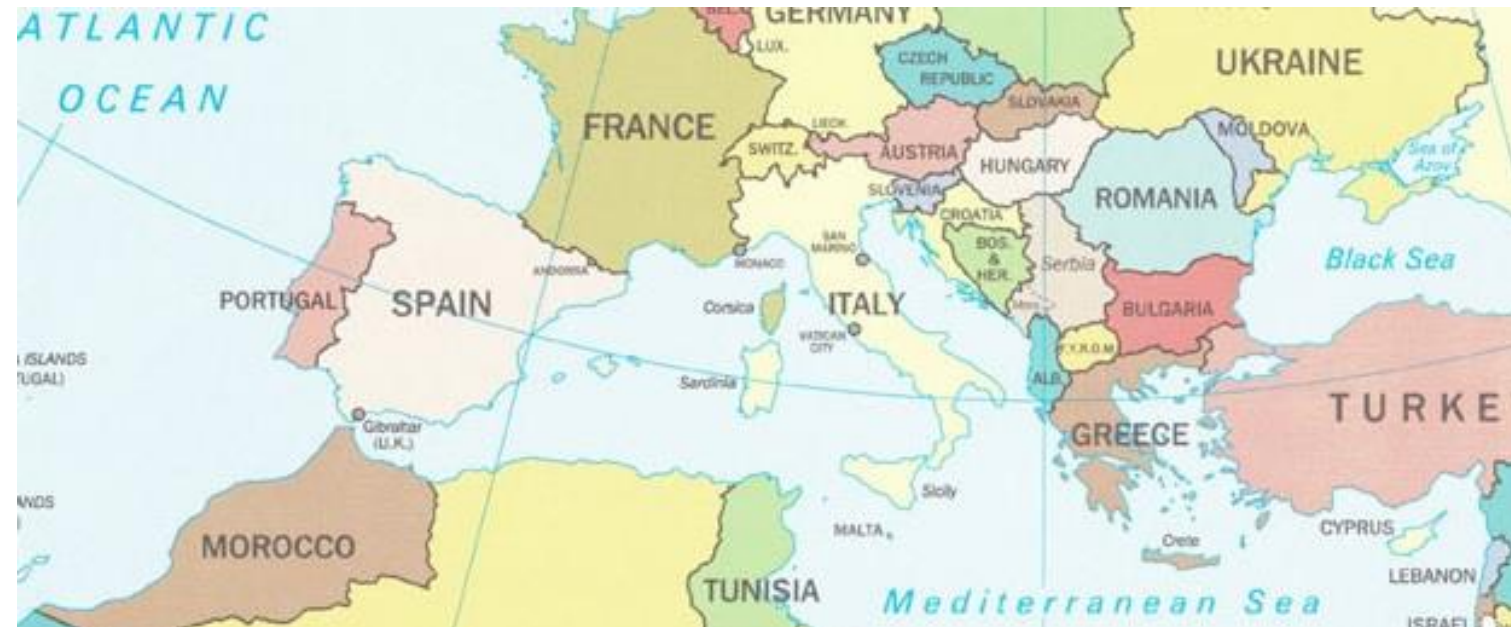 ATLANTIC
OCEAN
GERMANY
LUX.
CZECH
REPUBLIC
UKRAINE
SLOVAKIA
FRANCE
LIECH.
SWITZ.
AUSTRIA
HUNGARY
MOLDOVA
Sea of
Azov
SLOVENIA
ROMANIA
CROATIA
SAN
MARINO
BOS.
&
HER.
Serbia
Black Sea
MONACO
ANDORRA
PORTUGAL
SPAIN
Corsica
ITALY
VATICAN
CITY
BULGARIA
F.Y.R.O.M.
ISLANDS
Sardinia
ALB.
TURKE
Gibraltar
(U.K.)
GREECE
Sicily
MALTA
CYPRUS
Crete
MOROCCO
TUNISIA
LEBANON
Mediterranean Sea